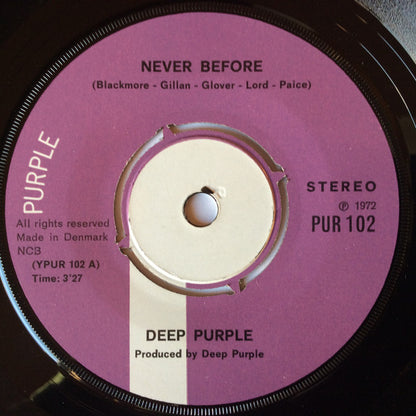 NEVER BEFORE
(Blackmore - Gillan - Glover - Lord - Paice)
PURPLE
STEREO
℗ 1972
PUR 102
All rights reserved
Made in Denmark
NCB
(YPUR 102 A)
Time: 3'27
DEEP PURPLE
Produced by Deep Purple